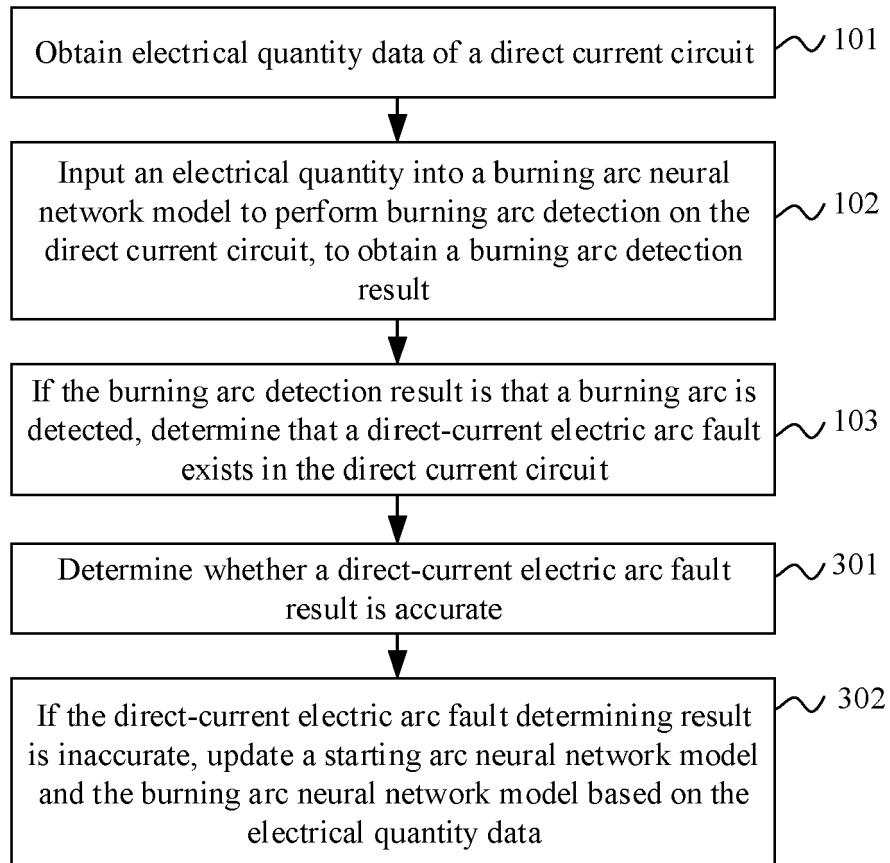 Obtain electrical quantity data of a direct current circuit
101
Input an electrical quantity into a burning arc neural
network model to perform burning arc detection on the
direct current circuit, to obtain a burning arc detection
result
102
If the burning arc detection result is that a burning arc is
detected, determine that a direct-current electric arc fault
exists in the direct current circuit
103
Determine whether a direct-current electric arc fault
result is accurate
301
If the direct-current electric arc fault determining result
is inaccurate, update a starting arc neural network model
and the burning arc neural network model based on the
electrical quantity data
302